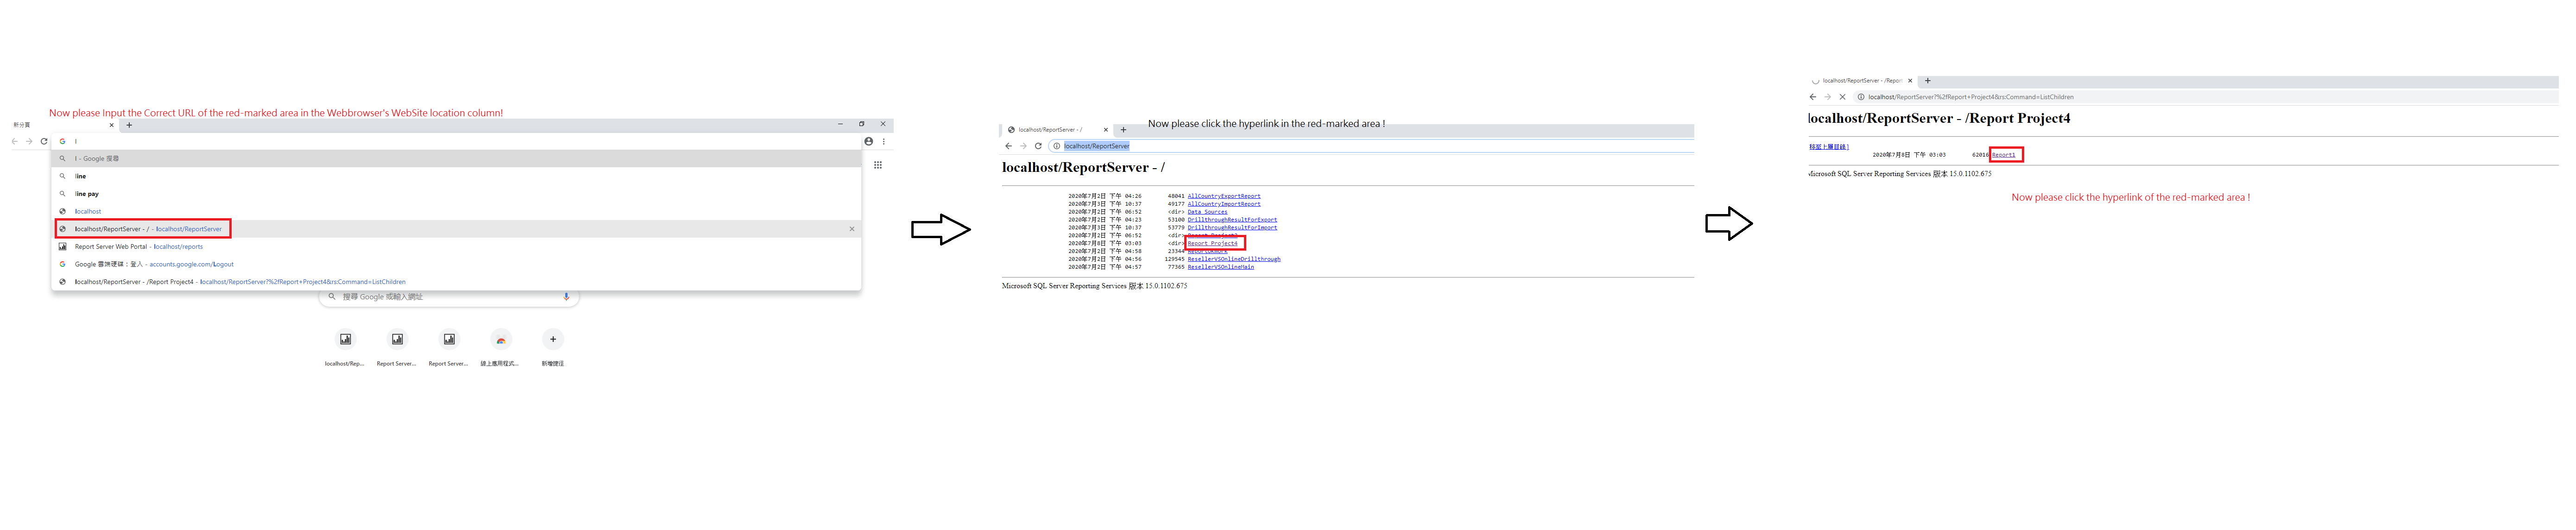 Now please Input the Correct URL of the red-marked area in the Webbrowser's WebSite location column!
新分頁
l
l - Google 搜尋
line
line pay
localhost
localhost/ReportServer - / - localhost/ReportServer
Report Server Web Portal - localhost/reports
Google 雲端硬碟：登入 - accounts.google.com/Logout
localhost/ReportServer - /Report Project4 - localhost/ReportServer?%2fReport+Project4&rs:Command=ListChildren
搜尋 Google 或輸入網址
localhost/Rep...
Report Server...
Report Server...
線上應用程式...
新增捷徑
Now please click the hyperlink in the red-marked area !
localhost/ReportServer - /
localhost/ReportServer
localhost/ReportServer - /
2020年7月2日 下午 04:26 48041 AllCountryExportReport
2020年7月3日 下午 10:37 49177 AllCountryImportReport
2020年7月2日 下午 06:52 <dir> Data Sources
2020年7月2日 下午 04:23 53100 DrillthroughResultForExport
2020年7月3日 下午 10:37 53779 DrillthroughResultForImport
2020年7月2日 下午 06:52 <dir>
2020年7月8日 下午 03:03 <dir> Report Project4
2020年7月2日 下午 04:58 23344
2020年7月2日 下午 04:56 129545 ResellerVSOnlineDrillthrough
2020年7月2日 下午 04:57 77365 ResellerVSOnlineMain
Microsoft SQL Server Reporting Services 版本 15.0.1102.675
localhost/ReportServer - /Report
localhost/ReportServer?%2fReport+Project4&rs:Command=ListChildren
localhost/ReportServer - /Report Project4
移至上層目錄]
2020年7月8日 下午 03:03 62016 Report1
Microsoft SQL Server Reporting Services 版本 15.0.1102.675
Now please click the hyperlink of the red-marked area !